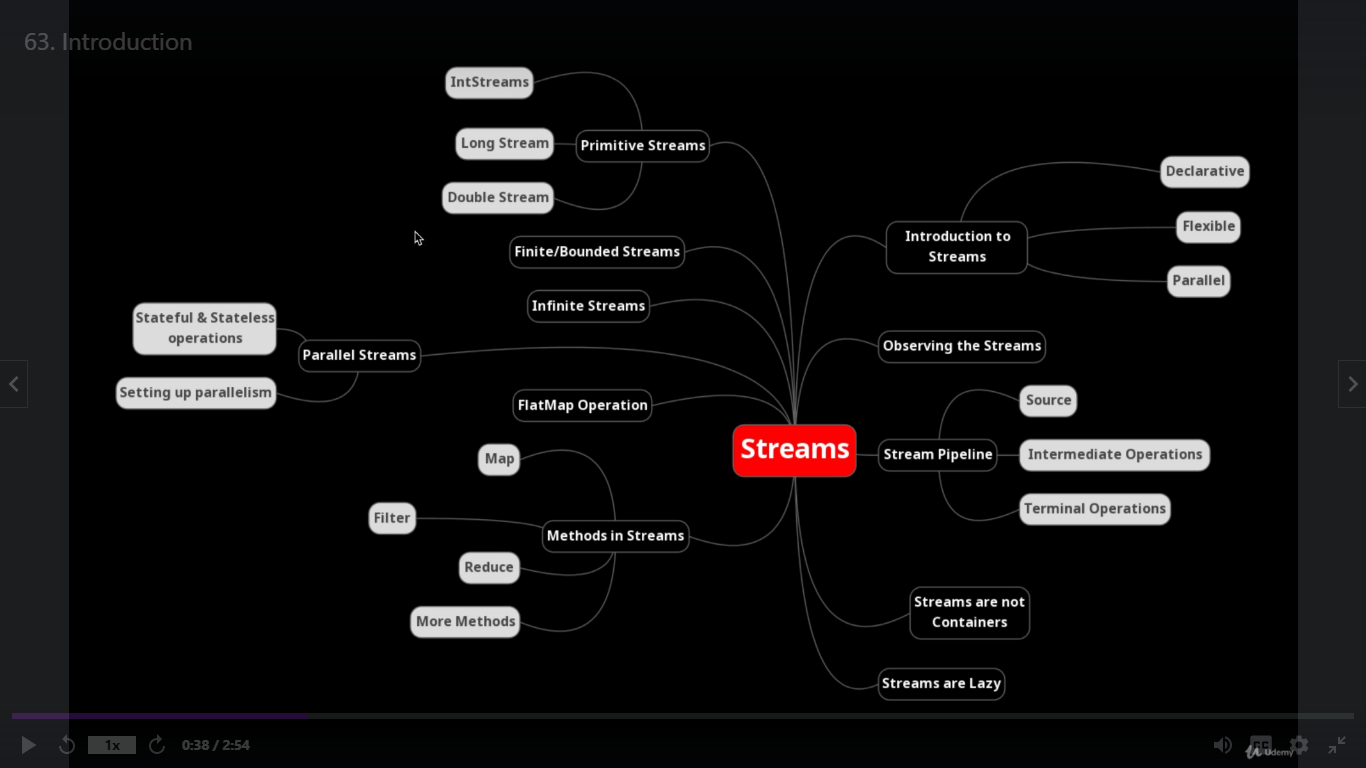 63. Introduction
IntStreams
Long Stream
Primitive Streams
Double Stream
Declarative
Flexible
Parallel
Introduction to
Streams
Finite/Bounded Streams
Infinite Streams
Stateful & Stateless
operations
Parallel Streams
Setting up parallelism
Observing the Streams
FlatMap Operation
Source
Streams
Stream Pipeline
Intermediate Operations
Terminal Operations
Map
Filter
Methods in Streams
Reduce
More Methods
Streams are not
Containers
Streams are Lazy
1x
0:38 / 2:54
CC
Udemy